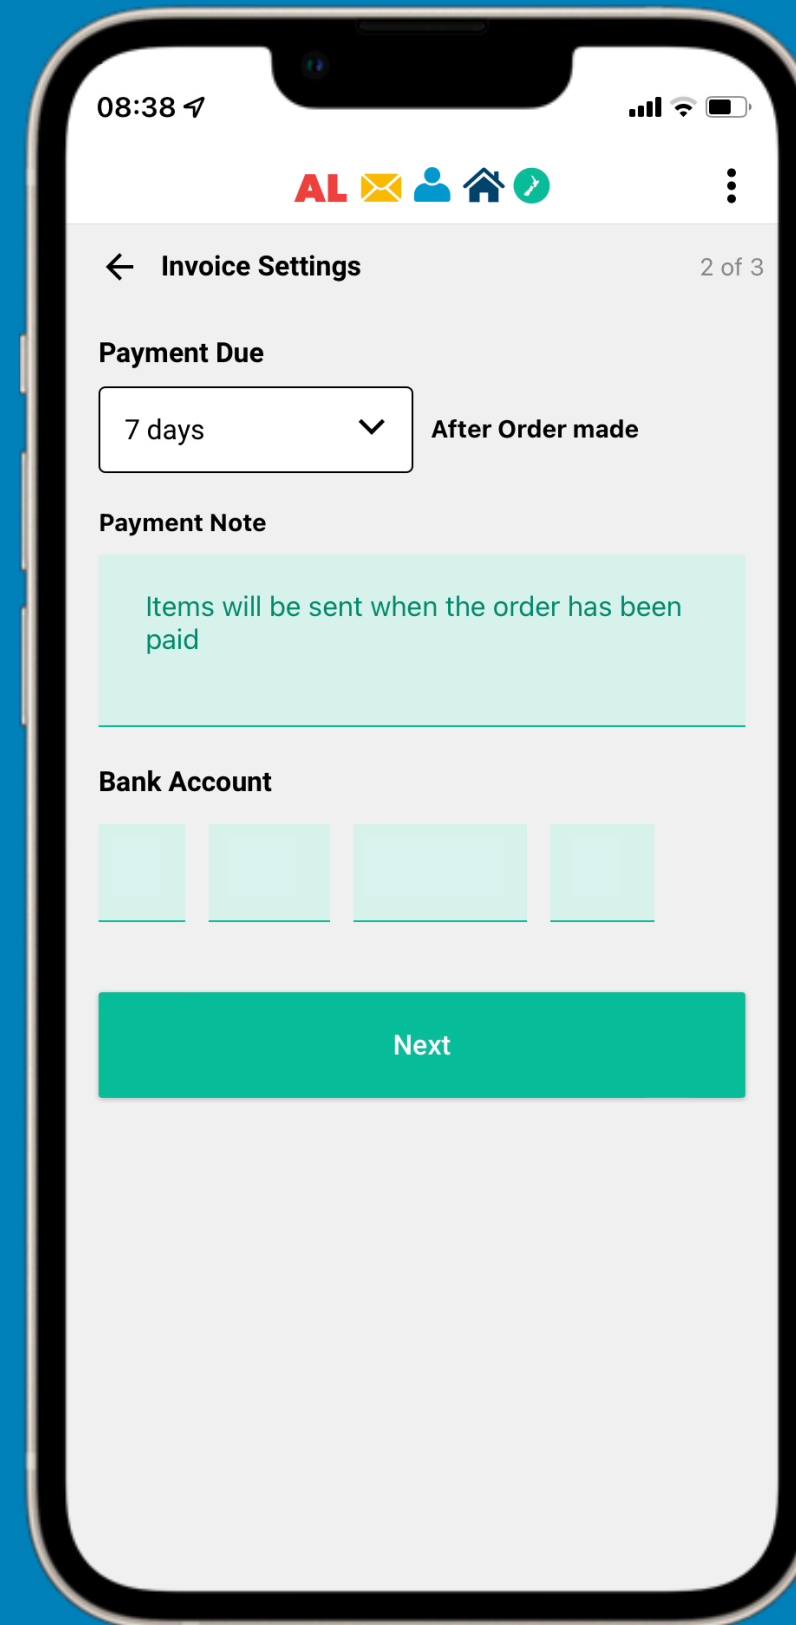 08:38
AL
Invoice Settings
2 of 3
Payment Due
7 days
After Order made
Payment Note
Items will be sent when the order has been
paid
Bank Account
Next